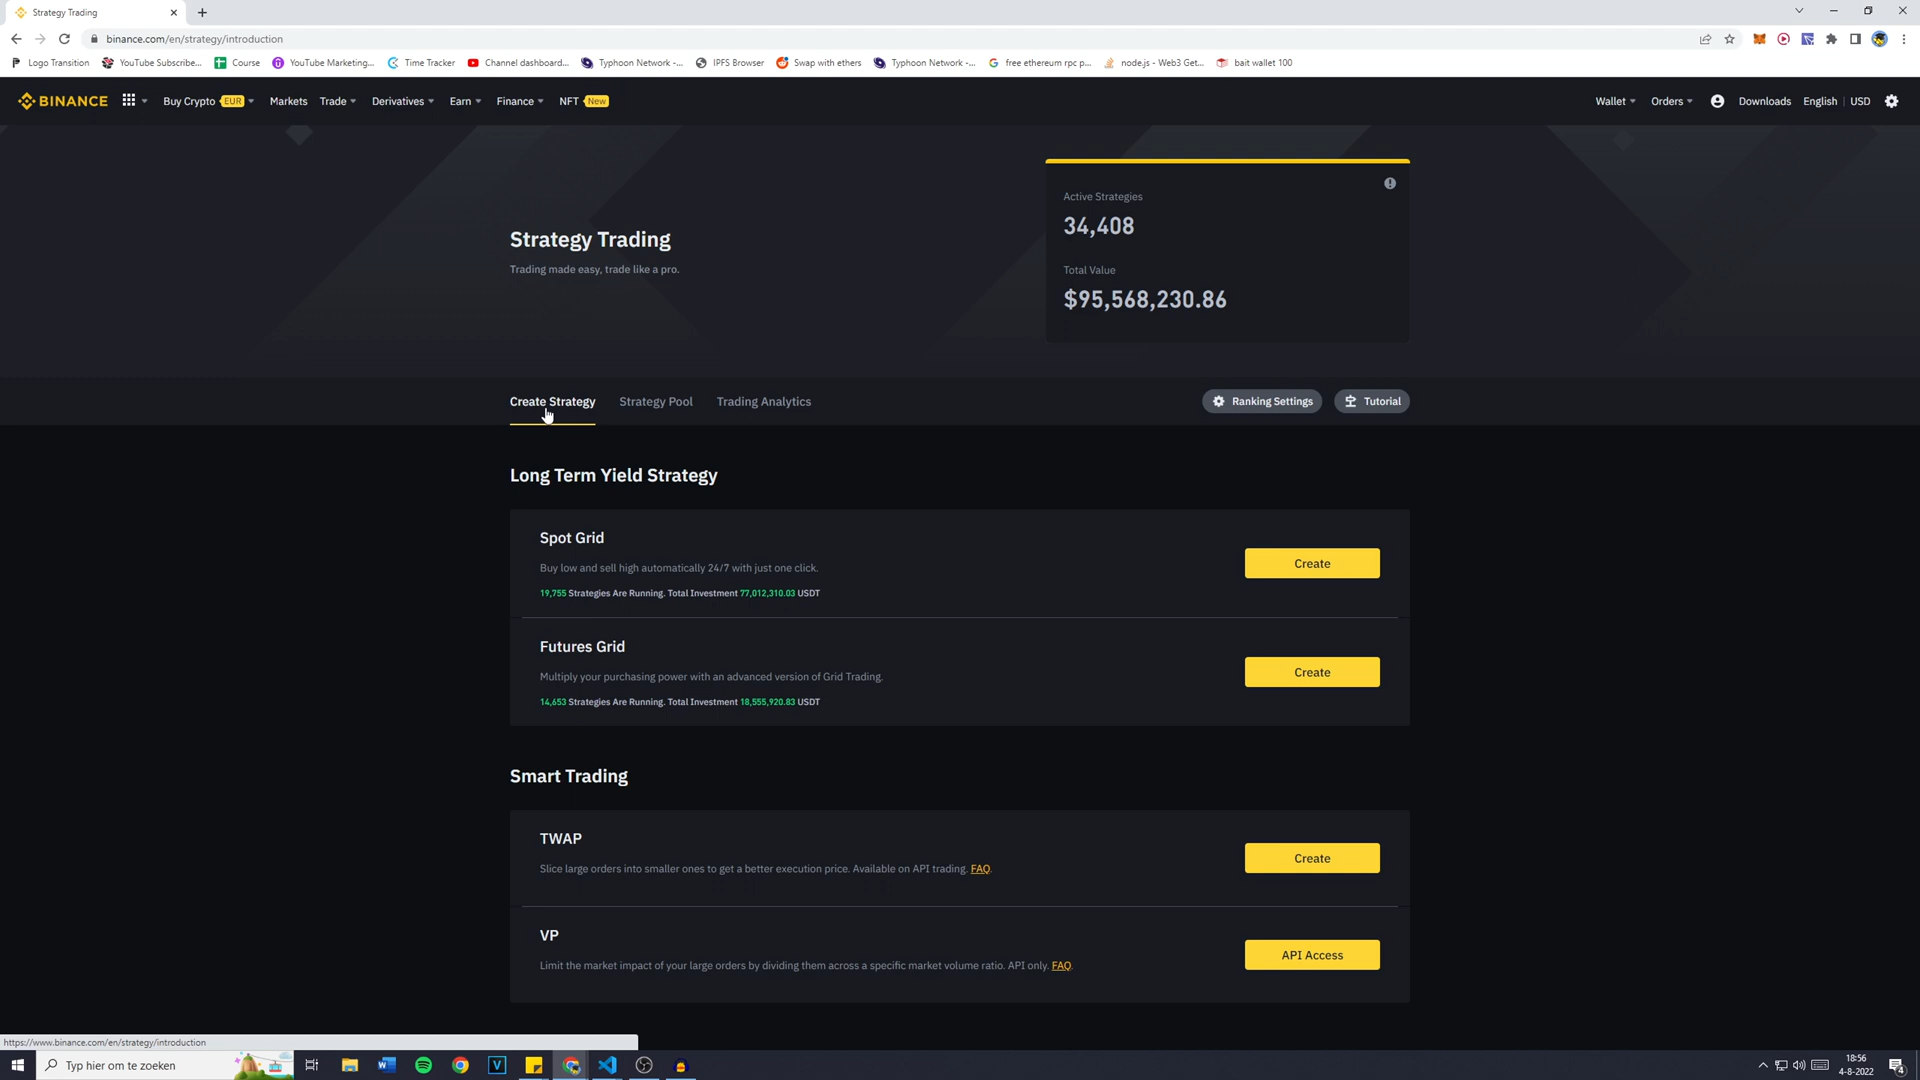 Strategy Trading
binance.com/en/strategy/introduction
Logo Transition YouTube Subscribe... Course YouTube Marketing... Time Tracker Channel dashboard... Typhoon Network -... IPFS Browser Swap with ethers Typhoon Network -... free ethereum rpc p... node.js - Web3 Get... bait wallet 100
BINANCE Buy Crypto EUR Markets Trade Derivatives Earn Finance NFT New Wallet Orders Downloads English | USD
Active Strategies
34,408
Strategy Trading
Trading made easy, trade like a pro.
Total Value
$95,568,230.86
Create Strategy Strategy Pool Trading Analytics Ranking Settings Tutorial
Long Term Yield Strategy
Spot Grid
Buy low and sell high automatically 24/7 with just one click.
19,755 Strategies Are Running. Total Investment 77,012,310.03 USDT
Create
Futures Grid
Multiply your purchasing power with an advanced version of Grid Trading.
14,653 Strategies Are Running. Total Investment 18,555,920.83 USDT
Create
Smart Trading
TWAP
Slice large orders into smaller ones to get a better execution price. Available on API trading. FAQ.
Create
VP
Limit the market impact of your large orders by dividing them across a specific market volume ratio. API only. FAQ.
API Access
https://www.binance.com/en/strategy/introduction
Typ hier om te zoeken
18:56
4-8-2022
4